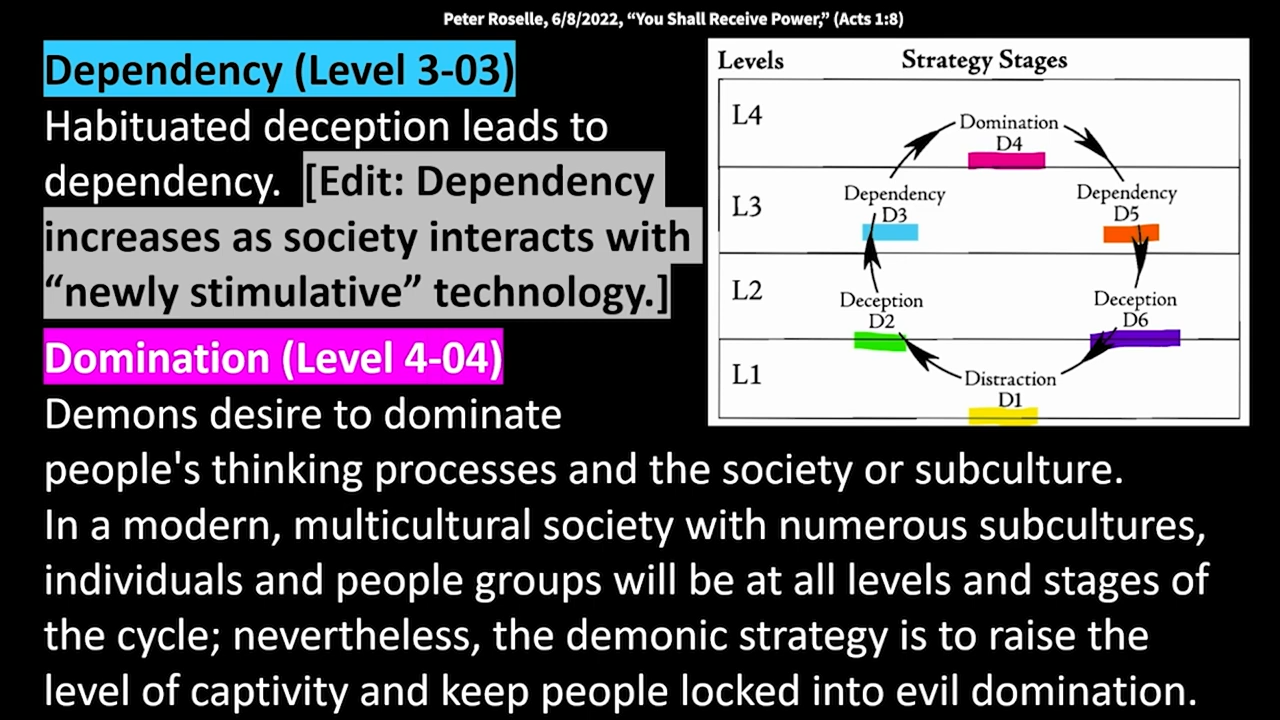 Peter Roselle, 6/8/2022, “You Shall Receive Power,” (Acts 1:8)
Dependency (Level 3-03)
Habituated deception leads to
dependency.  [Edit: Dependency
increases as society interacts with
“newly stimulative” technology.]
Domination (Level 4-04)
Demons desire to dominate
people's thinking processes and the society or subculture.
In a modern, multicultural society with numerous subcultures,
individuals and people groups will be at all levels and stages of
the cycle; nevertheless, the demonic strategy is to raise the
level of captivity and keep people locked into evil domination.
Levels Strategy Stages
L4
Domination
D4
L3
Dependency
D3
Dependency
D5
L2
Deception
D2
Deception
D6
L1
Distraction
D1